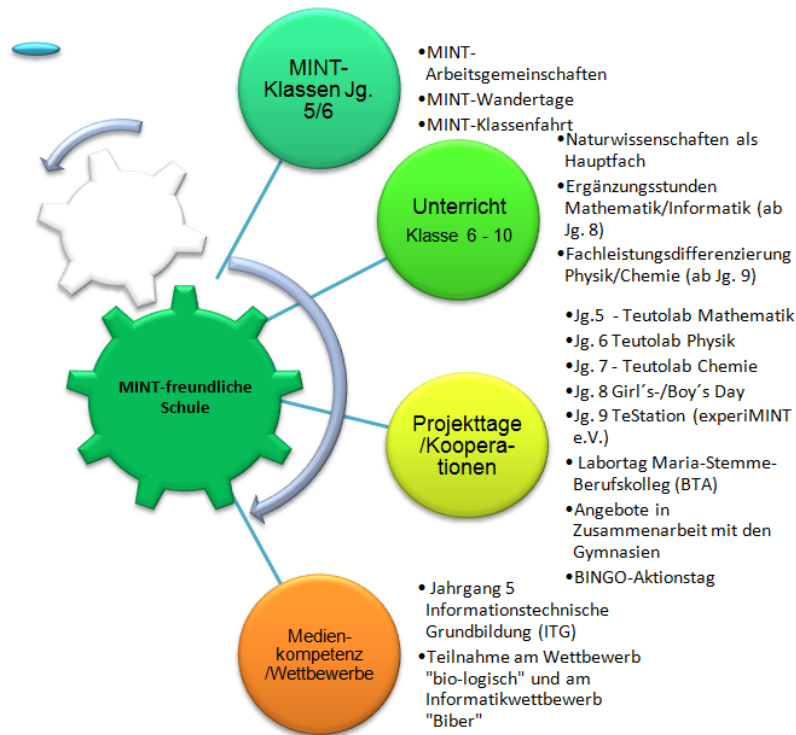 MINT-
Klassen Jg.
5/6
•MINT-
Arbeitsgemeinschaften
•MINT-Wandertage
•MINT-Klassenfahrt
Unterricht
Klasse 6 - 10
•Naturwissenschaften als
Hauptfach
•Ergänzungsstunden
Mathematik/Informatik (ab
Jg. 8)
•Fachleistungsdifferenzierung
Physik/Chemie (ab Jg. 9)
MINT-freundliche
Schule
Projekttage
/Koopera-
tionen
•Jg.5 - Teutolab Mathematik
•Jg. 6 Teutolab Physik
•Jg. 7 - Teutolab Chemie
•Jg. 8 Girl´s-/Boy´s Day
•Jg. 9 TeStation (experiMINT
e.V.)
• Labortag Maria-Stemme-
Berufskolleg (BTA)
•Angebote in
Zusammenarbeit mit den
Gymnasien
•BINGO-Aktionstag
Medien-
kompetenz
/Wettbewerbe
• Jahrgang 5
Informationstechnische
Grundbildung (ITG)
•Teilnahme am Wettbewerb
"bio-logisch" und am
Informatikwettbewerb
"Biber"